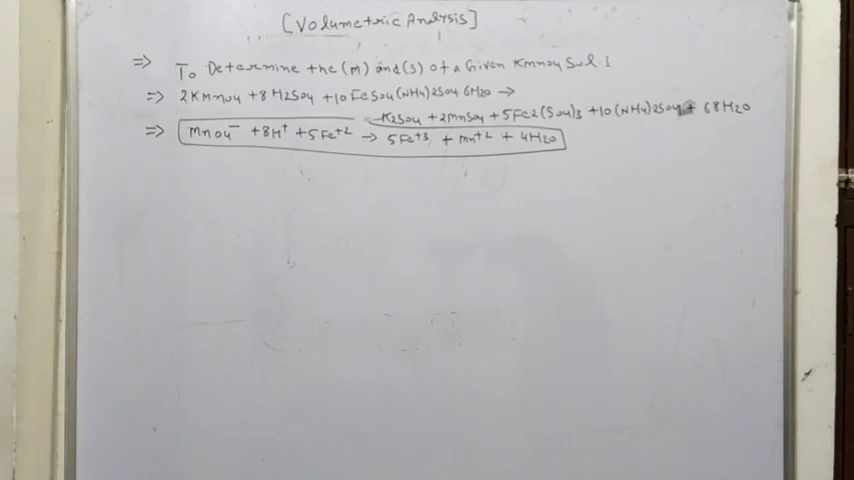 [Volumetric Analysis]
⇒ To Determine the (m) and (s) of a Given KMnO4 Sol.
⇒ 2KMnO4 + 8H2SO4 + 10FeSO4(NH4)2SO4 6H2O →
K2SO4 + 2MnSO4 + 5Fe2(SO4)3 + 10(NH4)2SO4 + 68H2O
⇒ MnO4⁻ + 8H⁺ + 5Fe⁺² → 5Fe⁺³ + Mn⁺² + 4H2O